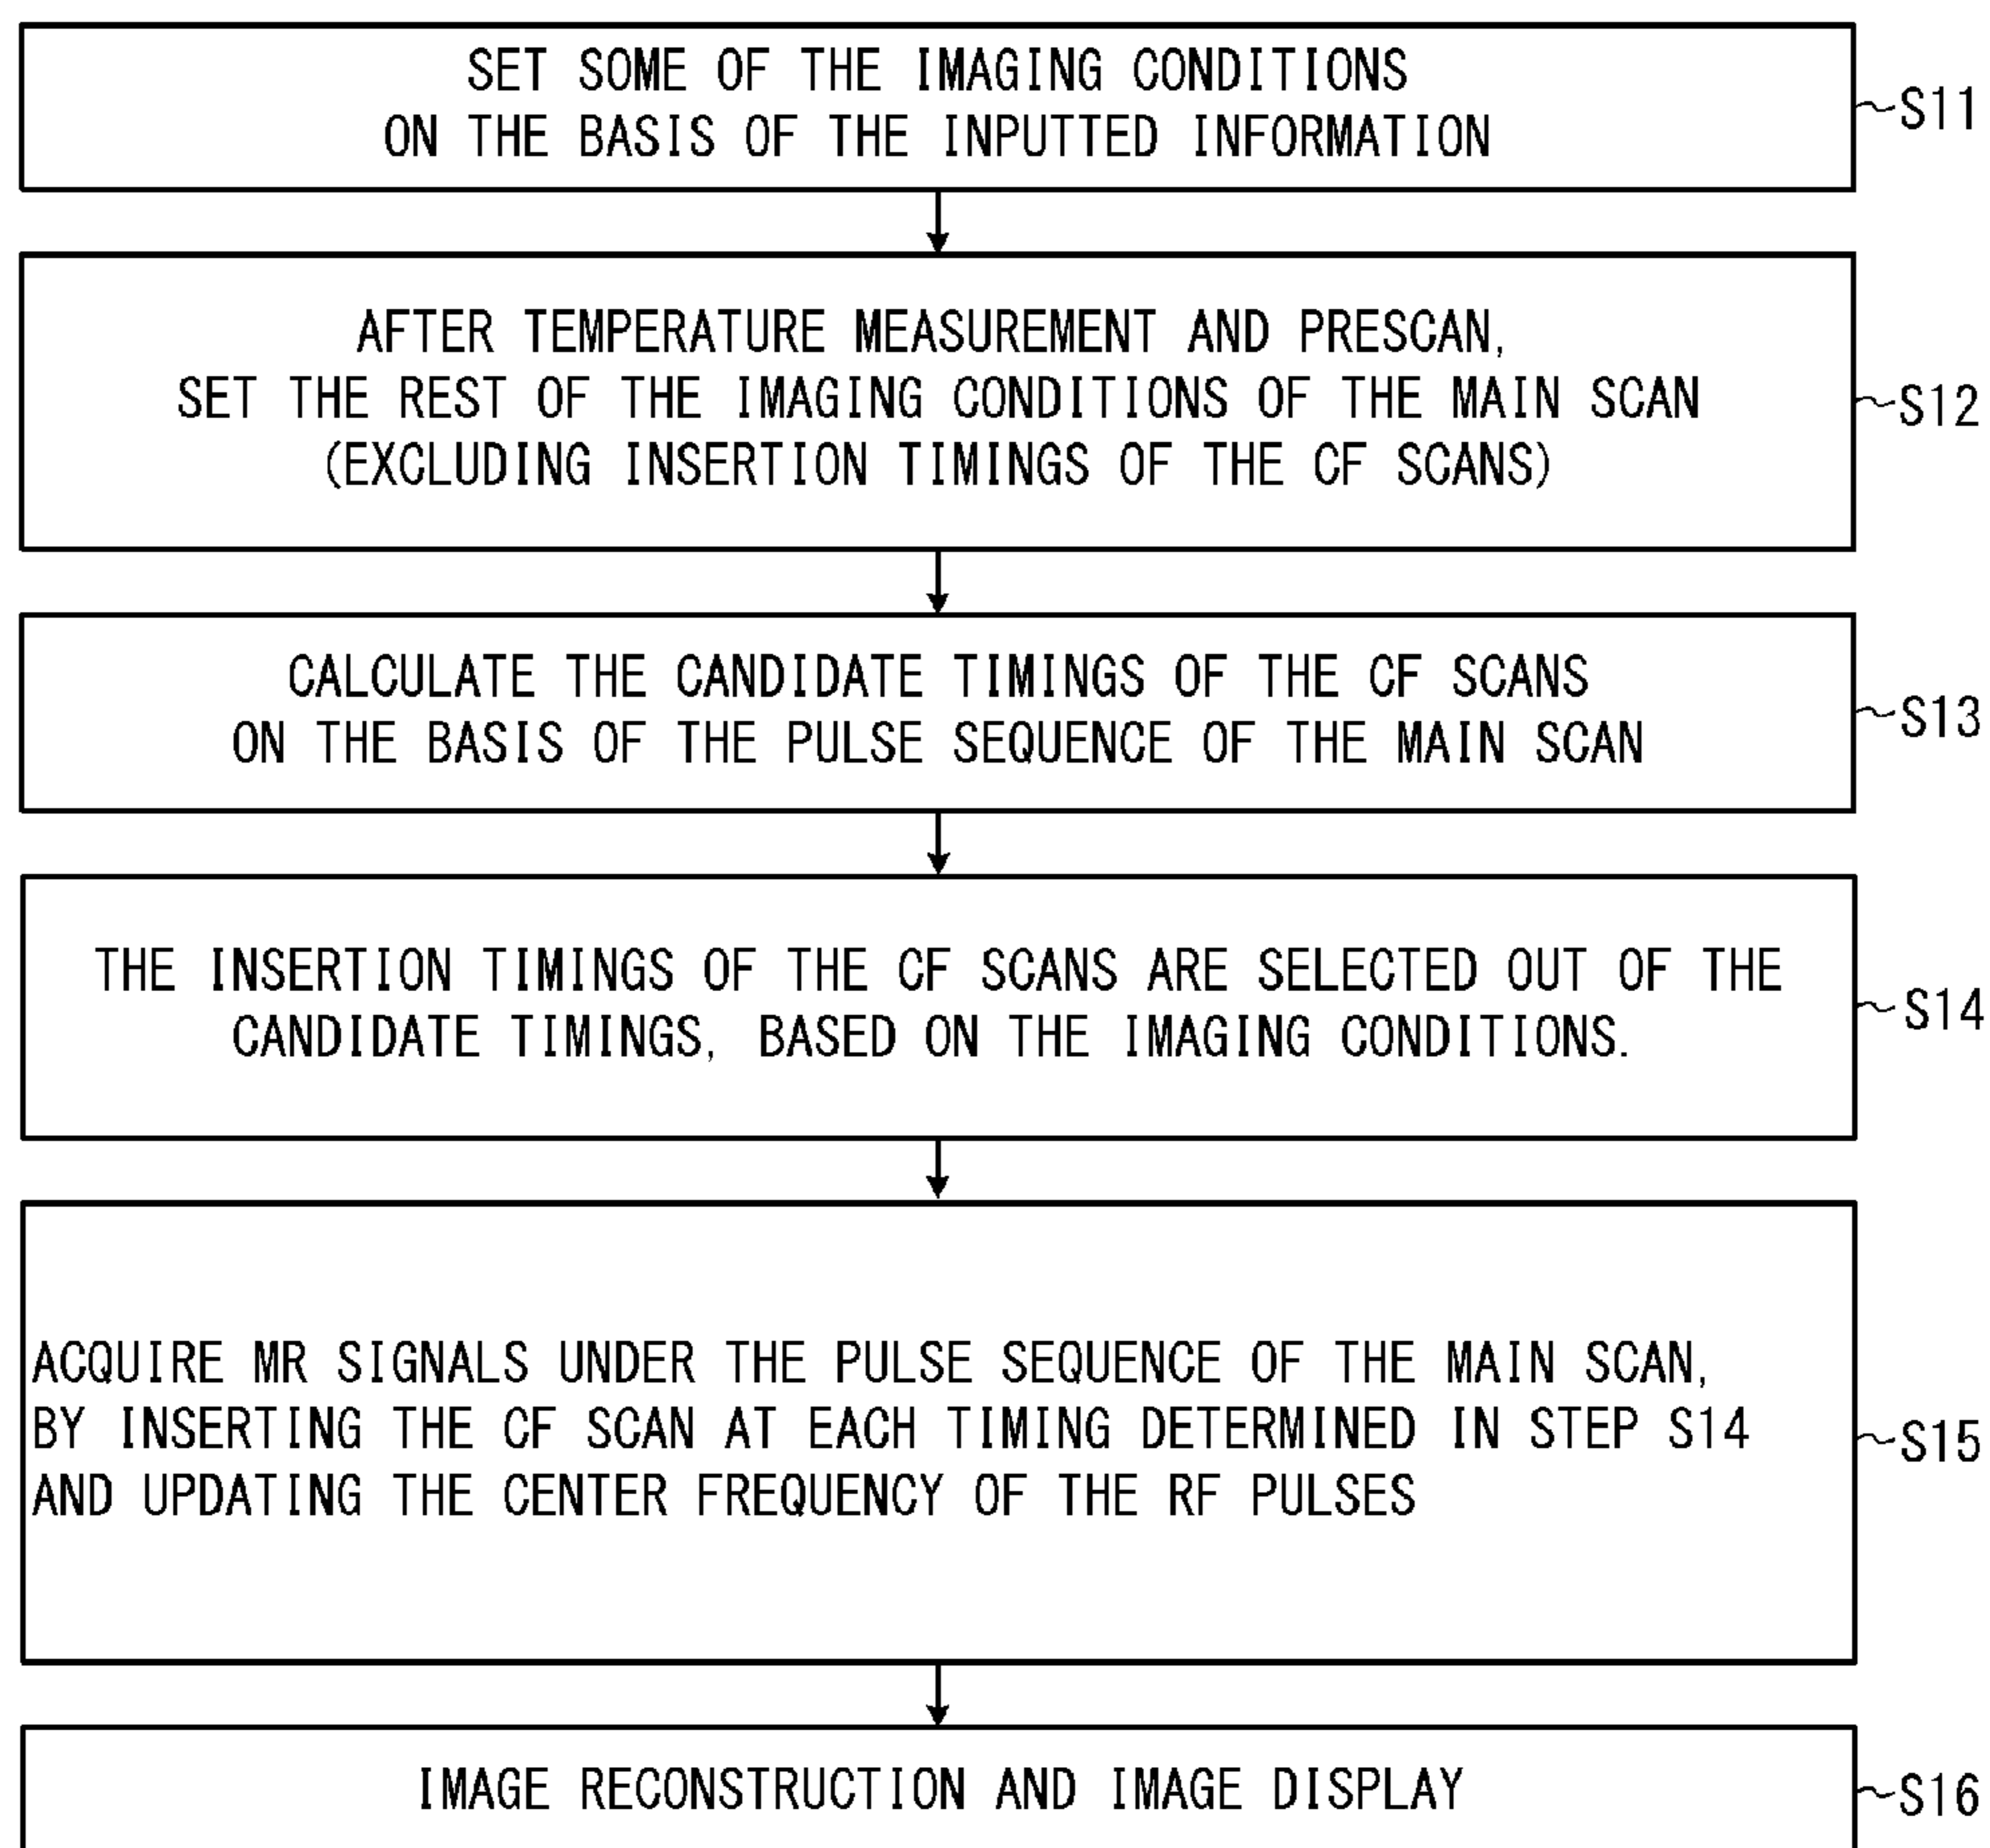 SET SOME OF THE IMAGING CONDITIONS
ON THE BASIS OF THE INPUTTED INFORMATION
S11
AFTER TEMPERATURE MEASUREMENT AND PRESCAN,
SET THE REST OF THE IMAGING CONDITIONS OF THE MAIN SCAN
(EXCLUDING INSERTION TIMINGS OF THE CF SCANS)
S12
CALCULATE THE CANDIDATE TIMINGS OF THE CF SCANS
ON THE BASIS OF THE PULSE SEQUENCE OF THE MAIN SCAN
S13
THE INSERTION TIMINGS OF THE CF SCANS ARE SELECTED OUT OF THE
CANDIDATE TIMINGS, BASED ON THE IMAGING CONDITIONS.
S14
ACQUIRE MR SIGNALS UNDER THE PULSE SEQUENCE OF THE MAIN SCAN,
BY INSERTING THE CF SCAN AT EACH TIMING DETERMINED IN STEP S14
AND UPDATING THE CENTER FREQUENCY OF THE RF PULSES
S15
IMAGE RECONSTRUCTION AND IMAGE DISPLAY
S16